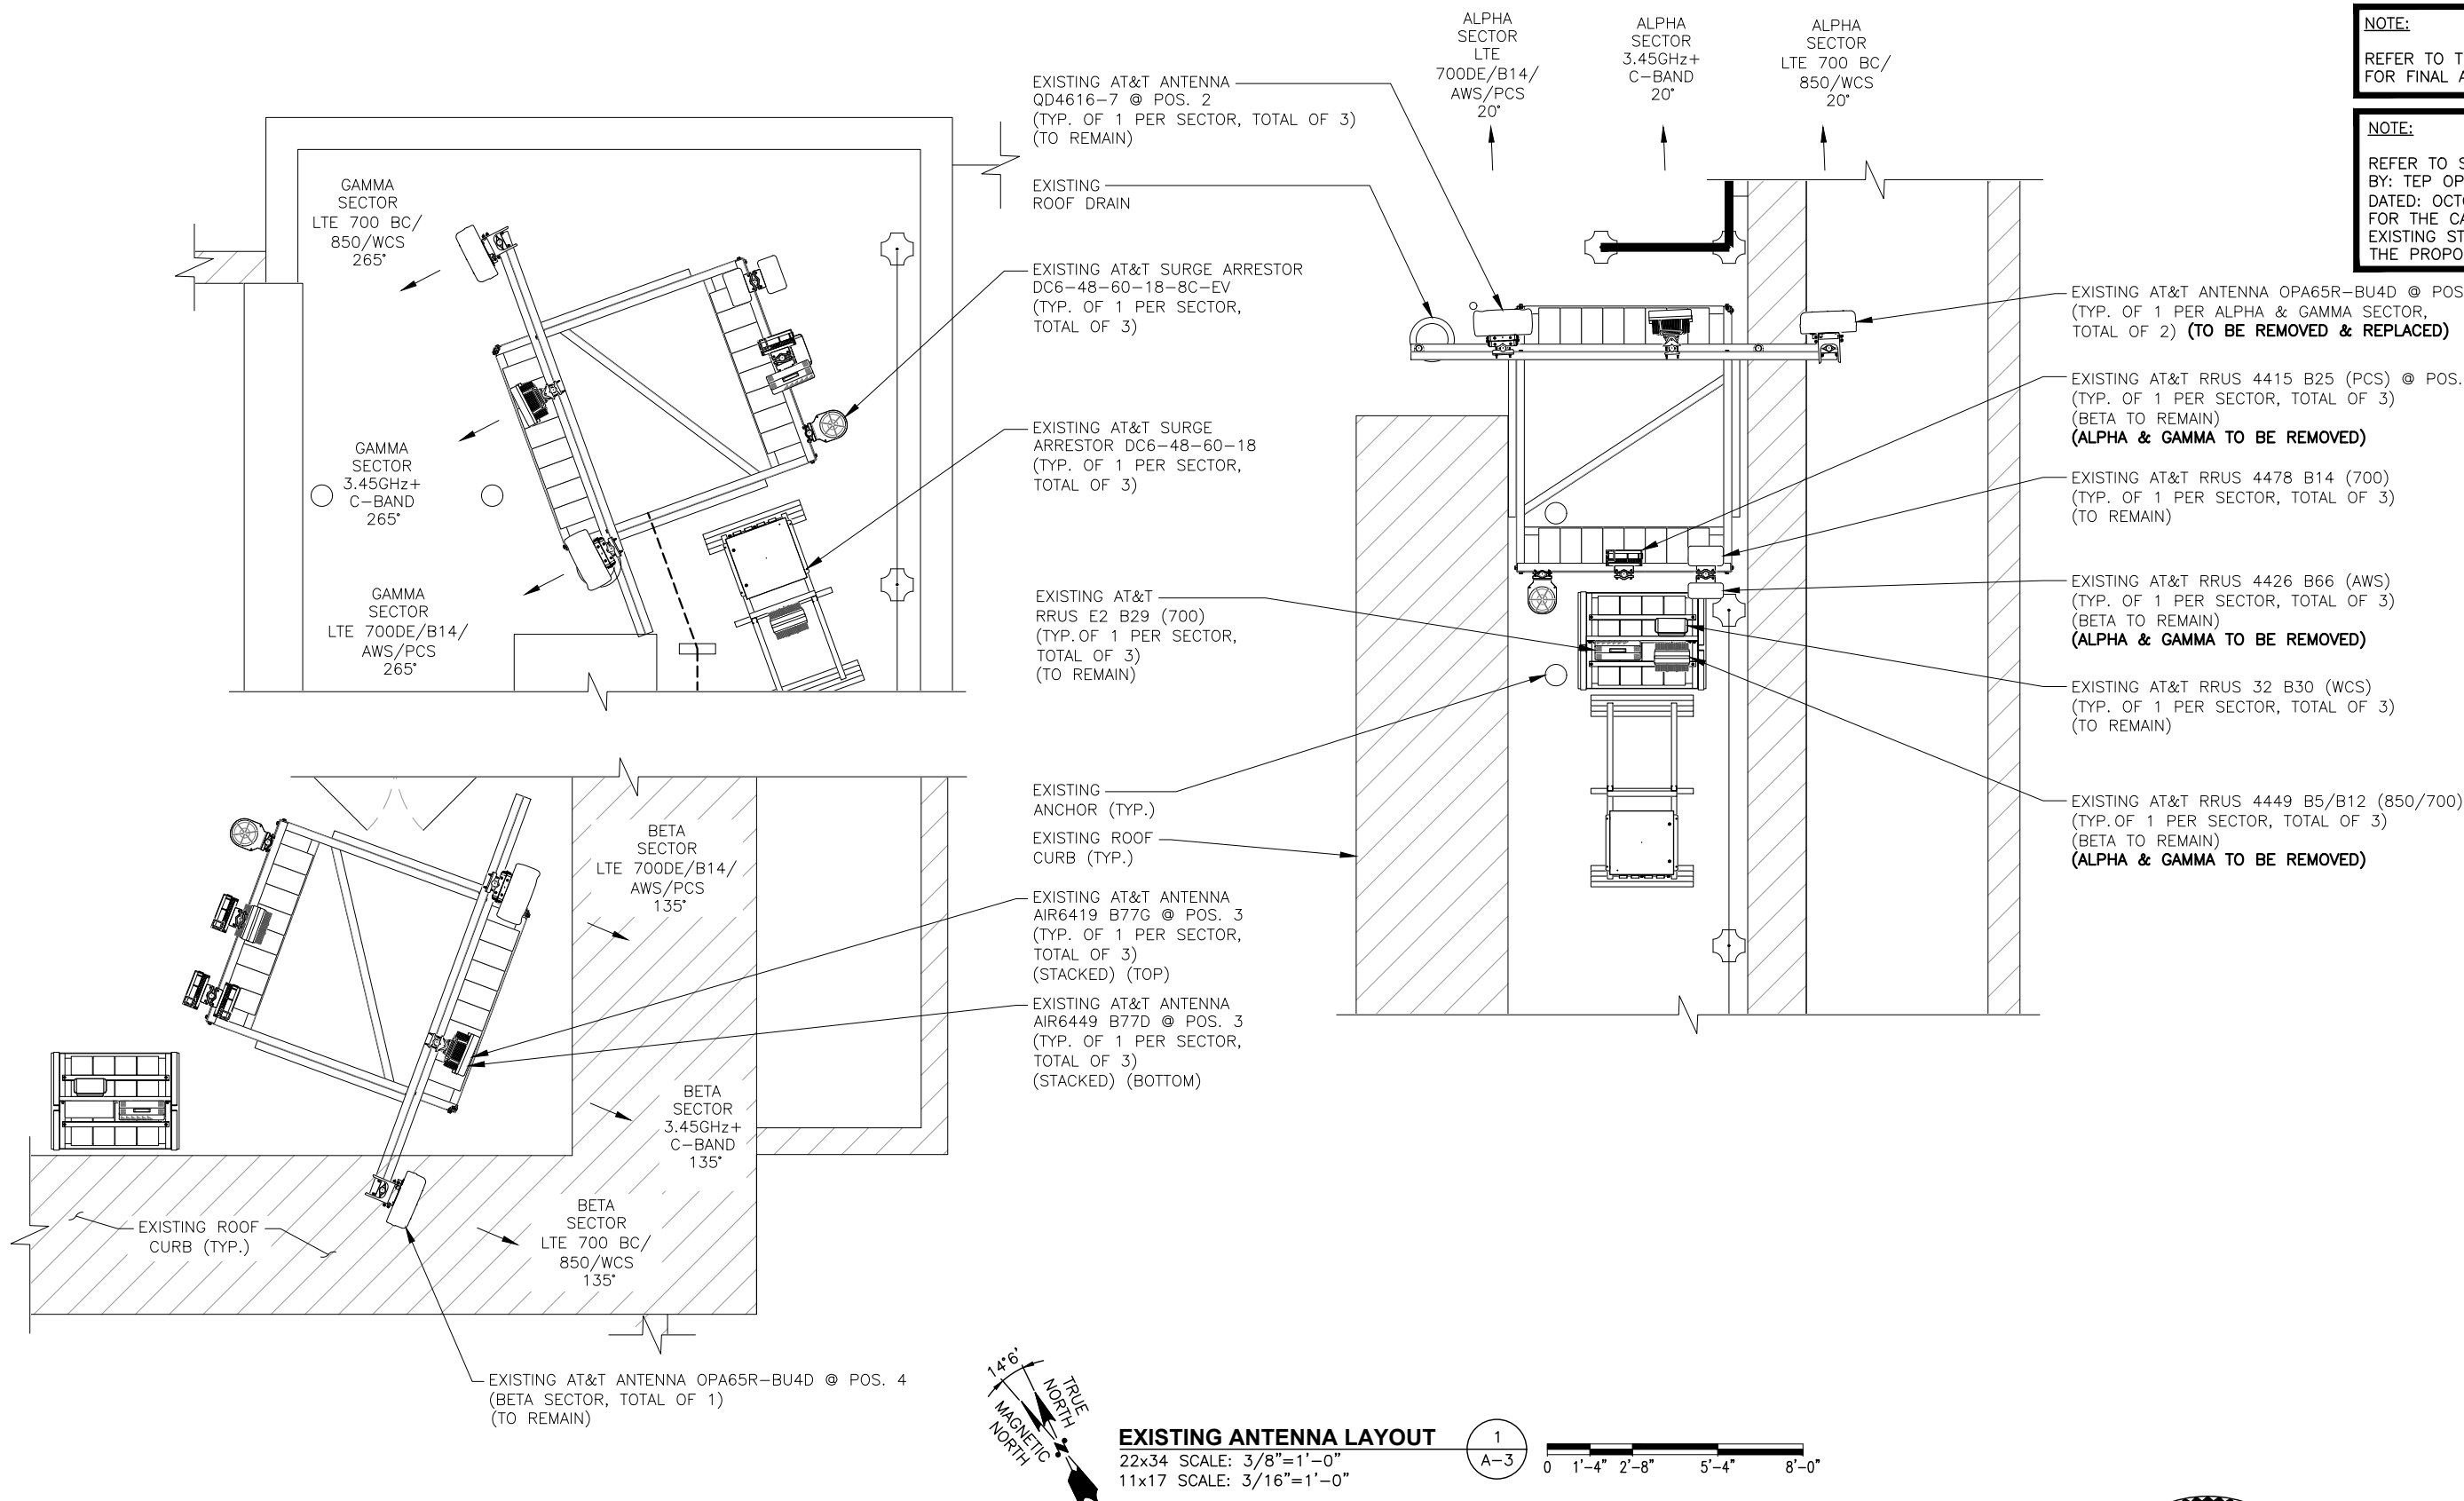 GAMMA
SECTOR
LTE 700 BC/
850/WCS
265°
GAMMA
SECTOR
3.45GHz+
C-BAND
265°
GAMMA
SECTOR
LTE 700DE/B14/
AWS/PCS
265°
EXISTING AT&T ANTENNA
QD4616-7 @ POS. 2
(TYP. OF 1 PER SECTOR, TOTAL OF 3)
(TO REMAIN)
EXISTING
ROOF DRAIN
EXISTING AT&T SURGE ARRESTOR
DC6-48-60-18-8C-EV
(TYP. OF 1 PER SECTOR,
TOTAL OF 3)
EXISTING AT&T SURGE
ARRESTOR DC6-48-60-18
(TYP. OF 1 PER SECTOR,
TOTAL OF 3)
EXISTING AT&T
RRUS E2 B29 (700)
(TYP.OF 1 PER SECTOR,
TOTAL OF 3)
(TO REMAIN)
EXISTING
ANCHOR (TYP.)
EXISTING ROOF
CURB (TYP.)
EXISTING AT&T ANTENNA
AIR6419 B77G @ POS. 3
(TYP. OF 1 PER SECTOR,
TOTAL OF 3)
(STACKED) (TOP)
EXISTING AT&T ANTENNA
AIR6449 B77D @ POS. 3
(TYP. OF 1 PER SECTOR,
TOTAL OF 3)
(STACKED) (BOTTOM)
ALPHA
SECTOR
LTE
700DE/B14/
AWS/PCS
20°
ALPHA
SECTOR
3.45GHz+
C-BAND
20°
ALPHA
SECTOR
LTE 700 BC/
850/WCS
20°
NOTE:
REFER TO T
FOR FINAL A
NOTE:
REFER TO S
BY: TEP OP
DATED: OCT
FOR THE CA
EXISTING ST
THE PROPO
EXISTING AT&T ANTENNA OPA65R-BU4D @ POS
(TYP. OF 1 PER ALPHA & GAMMA SECTOR,
TOTAL OF 2) (TO BE REMOVED & REPLACED)
EXISTING AT&T RRUS 4415 B25 (PCS) @ POS.
(TYP. OF 1 PER SECTOR, TOTAL OF 3)
(BETA TO REMAIN)
(ALPHA & GAMMA TO BE REMOVED)
EXISTING AT&T RRUS 4478 B14 (700)
(TYP. OF 1 PER SECTOR, TOTAL OF 3)
(TO REMAIN)
EXISTING AT&T RRUS 4426 B66 (AWS)
(TYP. OF 1 PER SECTOR, TOTAL OF 3)
(BETA TO REMAIN)
(ALPHA & GAMMA TO BE REMOVED)
EXISTING AT&T RRUS 32 B30 (WCS)
(TYP. OF 1 PER SECTOR, TOTAL OF 3)
(TO REMAIN)
EXISTING AT&T RRUS 4449 B5/B12 (850/700)
(TYP.OF 1 PER SECTOR, TOTAL OF 3)
(BETA TO REMAIN)
(ALPHA & GAMMA TO BE REMOVED)
BETA
SECTOR
LTE 700DE/B14/
AWS/PCS
135°
BETA
SECTOR
3.45GHz+
C-BAND
135°
BETA
SECTOR
LTE 700 BC/
850/WCS
135°
EXISTING ROOF
CURB (TYP.)
EXISTING AT&T ANTENNA OPA65R-BU4D @ POS. 4
(BETA SECTOR, TOTAL OF 1)
(TO REMAIN)
14°6'
TRUE
NORTH
MAGNETIC
NORTH
N
EXISTING ANTENNA LAYOUT
22x34 SCALE: 3/8"=1'-0"
11x17 SCALE: 3/16"=1'-0"
1
A-3
0 1'-4" 2'-8" 5'-4" 8'-0"